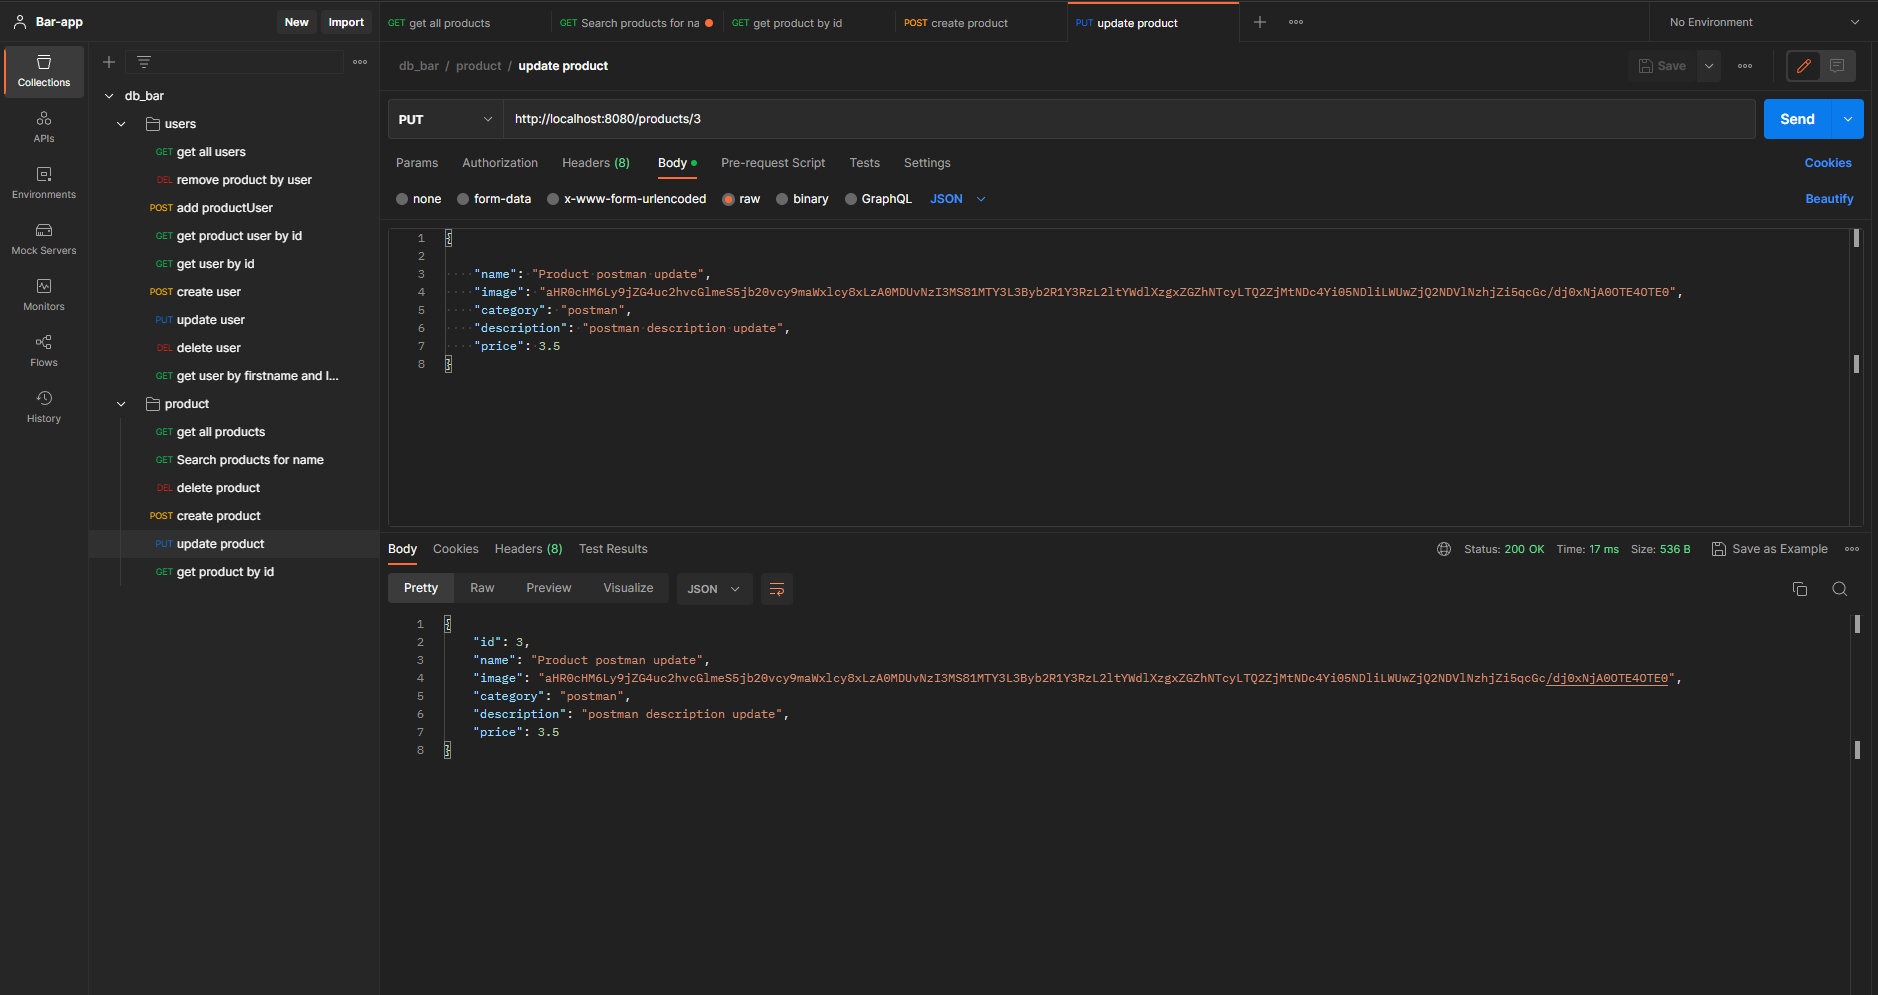 Bar-app
New
Import
GET get all products
GET Search products for na
GET get product by id
POST create product
PUT update product
No Environment
Collections
APIs
Environments
Mock Servers
Monitors
Flows
History
db_bar
users
GET get all users
DEL remove product by user
POST add productUser
GET get product user by id
GET get user by id
POST create user
PUT update user
DEL delete user
GET get user by firstname and l...
product
GET get all products
GET Search products for name
DEL delete product
POST create product
PUT update product
GET get product by id
db_bar / product / update product
Save
PUT
http://localhost:8080/products/3
Send
Params
Authorization
Headers (8)
Body
Pre-request Script
Tests
Settings
Cookies
none
form-data
x-www-form-urlencoded
raw
binary
GraphQL
JSON
Beautify
1 {
2
3 "name": "Product postman update",
4 "image": "aHR0cHM6Ly9jZG4uc2hvcGlmeS5jb20vcy9maWxlcy8xLzA0MDUvNzI3MS81MTY3L3Byb2R1Y3RzL2ltYWdlXzgxZGZhNTcyLTQ2ZjMtNDc4Yi05NDliLWUwZjQ2NDVlNzhjZi5qcGc/dj0xNjA0OTE4OTE0",
5 "category": "postman",
6 "description": "postman description update",
7 "price": 3.5
8 }
Body
Cookies
Headers (8)
Test Results
Status: 200 OK
Time: 17 ms
Size: 536 B
Save as Example
Pretty
Raw
Preview
Visualize
JSON
1 {
2 "id": 3,
3 "name": "Product postman update",
4 "image": "aHR0cHM6Ly9jZG4uc2hvcGlmeS5jb20vcy9maWxlcy8xLzA0MDUvNzI3MS81MTY3L3Byb2R1Y3RzL2ltYWdlXzgxZGZhNTcyLTQ2ZjMtNDc4Yi05NDliLWUwZjQ2NDVlNzhjZi5qcGc/dj0xNjA0OTE4OTE0",
5 "category": "postman",
6 "description": "postman description update",
7 "price": 3.5
8 }